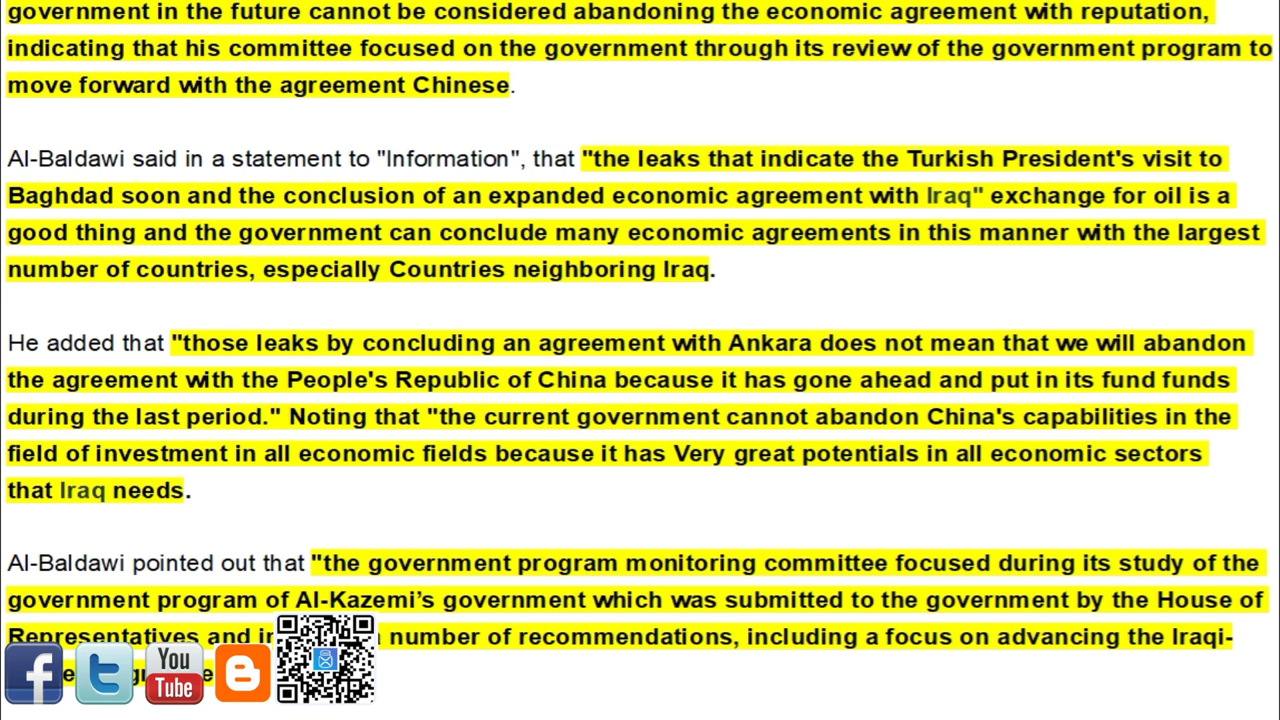 government in the future cannot be considered abandoning the economic agreement with reputation,
indicating that his committee focused on the government through its review of the government program to
move forward with the agreement Chinese.
Al-Baldawi said in a statement to "Information", that "the leaks that indicate the Turkish President's visit to
Baghdad soon and the conclusion of an expanded economic agreement with Iraq" exchange for oil is a
good thing and the government can conclude many economic agreements in this manner with the largest
number of countries, especially Countries neighboring Iraq.
He added that "those leaks by concluding an agreement with Ankara does not mean that we will abandon
the agreement with the People's Republic of China because it has gone ahead and put in its fund funds
during the last period." Noting that "the current government cannot abandon China's capabilities in the
field of investment in all economic fields because it has Very great potentials in all economic sectors
that Iraq needs.
Al-Baldawi pointed out that "the government program monitoring committee focused during its study of the
government program of Al-Kazemi’s government which was submitted to the government by the House of
Representatives and number of recommendations, including a focus on advancing the Iraqi-
You
Tube